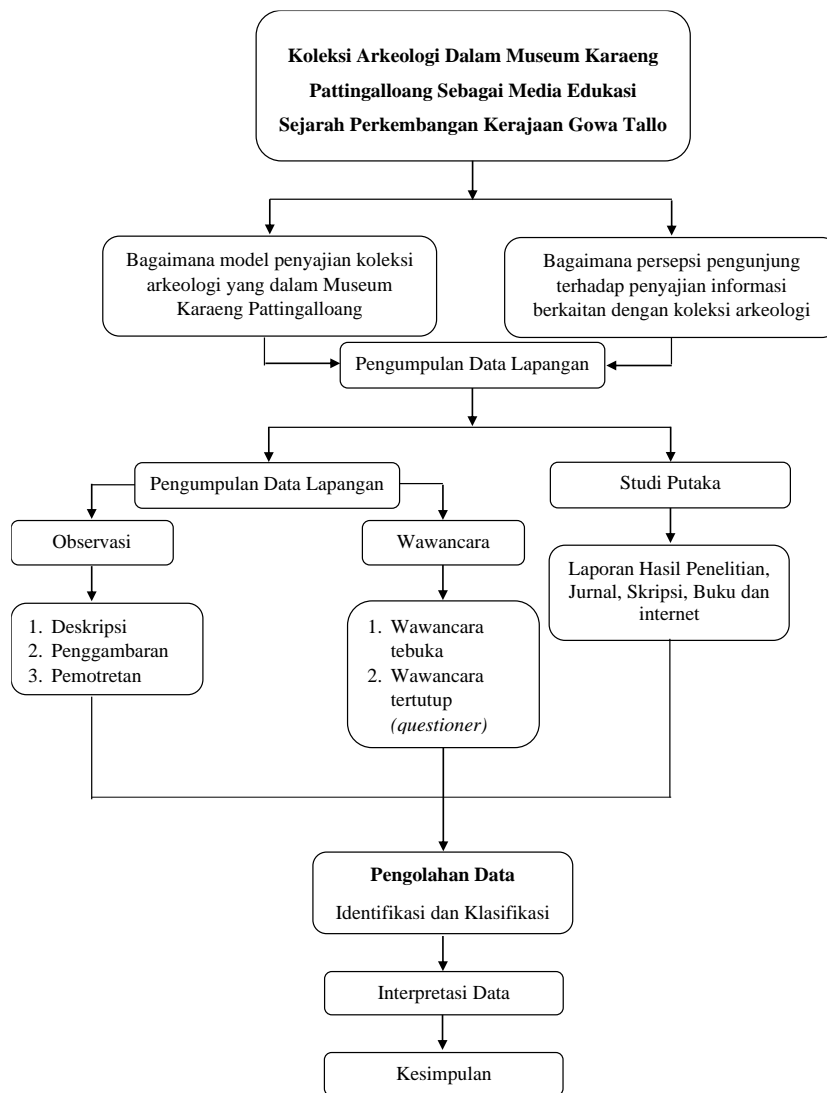 Koleksi Arkeologi Dalam Museum Karaeng
Pattingalloang Sebagai Media Edukasi
Sejarah Perkembangan Kerajaan Gowa Tallo
Bagaimana model penyajian koleksi
arkeologi yang dalam Museum
Karaeng Pattingalloang
Bagaimana persepsi pengunjung
terhadap penyajian informasi
berkaitan dengan koleksi arkeologi
Pengumpulan Data Lapangan
Pengumpulan Data Lapangan
Studi Putaka
Observasi
Wawancara
Laporan Hasil Penelitian,
Jurnal, Skripsi, Buku dan
internet
1. Deskripsi
2. Penggambaran
3. Pemotretan
1. Wawancara
tebuka
2. Wawancara
tertutup
(questioner)
Pengolahan Data
Identifikasi dan Klasifikasi
Interpretasi Data
Kesimpulan